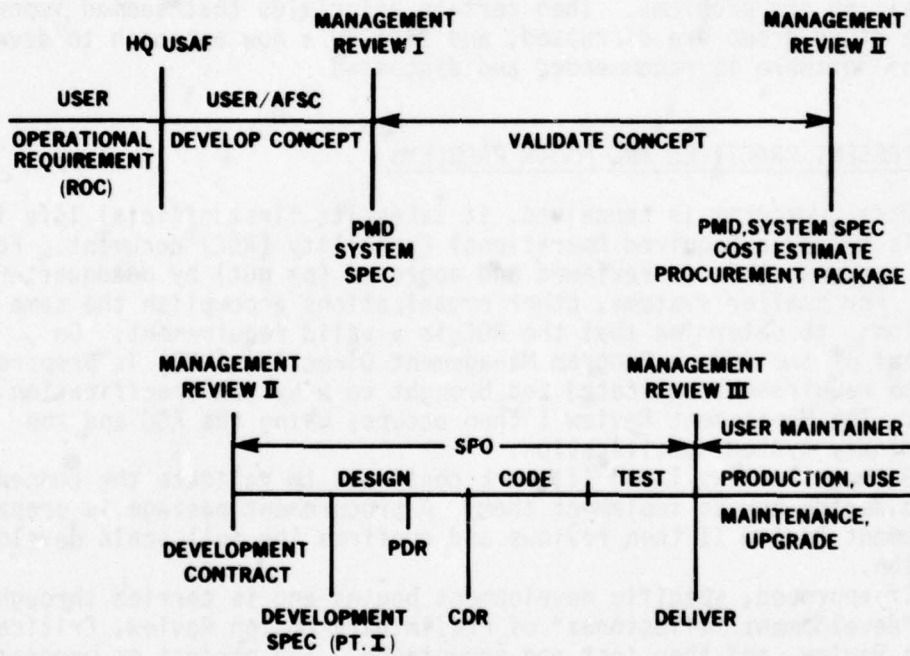 HQ USAF
MANAGEMENT
REVIEW I
MANAGEMENT
REVIEW II
USER
USER/AFSC
OPERATIONAL
REQUIREMENT
(ROC)
DEVELOP CONCEPT
VALIDATE CONCEPT
PMD
SYSTEM
SPEC
PMD, SYSTEM SPEC
COST ESTIMATE
PROCUREMENT PACKAGE
MANAGEMENT
REVIEW II
MANAGEMENT
REVIEW III
SPO
USER MAINTAINER
DESIGN
CODE
TEST
PRODUCTION, USE
MAINTENANCE,
UPGRADE
DEVELOPMENT
CONTRACT
PDR
DEVELOPMENT
SPEC (PT. I)
CDR
DELIVER